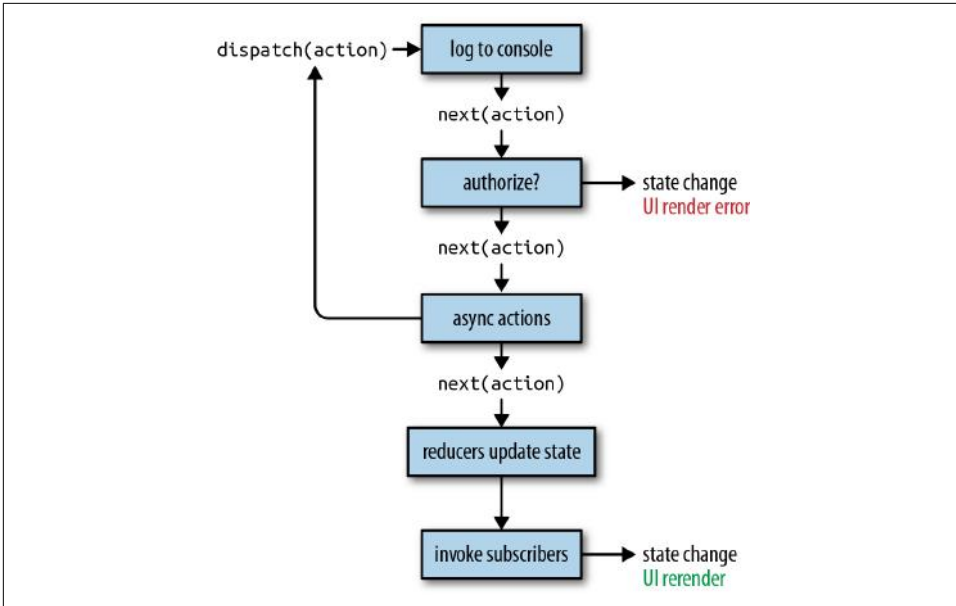 dispatch(action)
log to console
next(action)
authorize?
state change
UI render error
next(action)
async actions
next(action)
reducers update state
invoke subscribers
state change
UI rerender